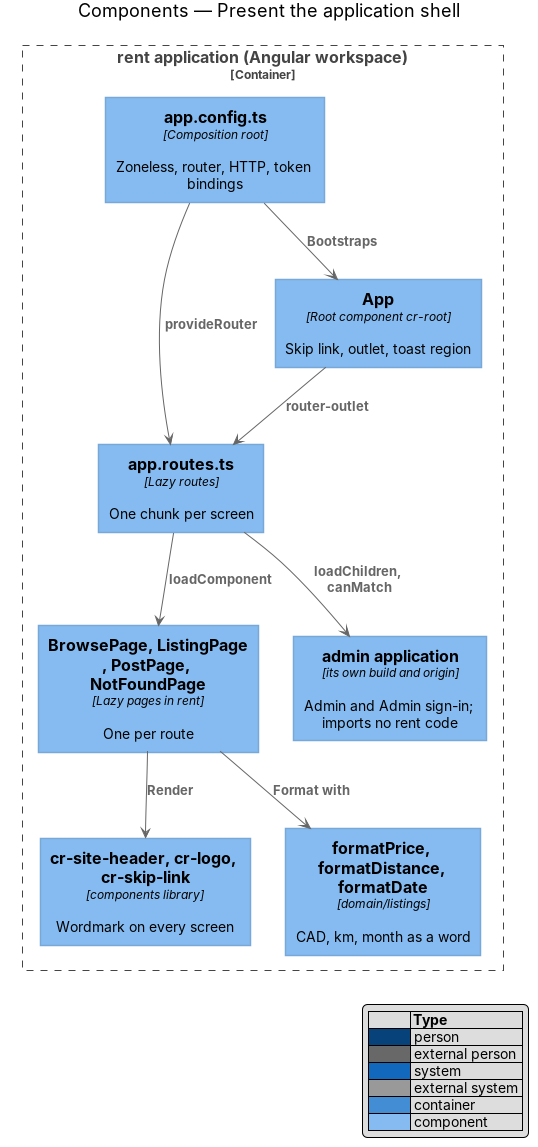 Components — Present the application shell
rent application (Angular workspace)
[Container]
app.config.ts
[Composition root]
Zoneless, router, HTTP, token
bindings
Bootstraps
App
[Root component cr-root]
Skip link, outlet, toast region
provideRouter
router-outlet
app.routes.ts
[Lazy routes]
One chunk per screen
loadComponent
loadChildren,
canMatch
BrowsePage, ListingPage
, PostPage,
NotFoundPage
[Lazy pages in rent]
One per route
admin application
[its own build and origin]
Admin and Admin sign-in;
imports no rent code
Render
Format with
cr-site-header, cr-logo,
cr-skip-link
[components library]
Wordmark on every screen
formatPrice,
formatDistance,
formatDate
[domain/listings]
CAD, km, month as a word
Type
person
external person
system
external system
container
component